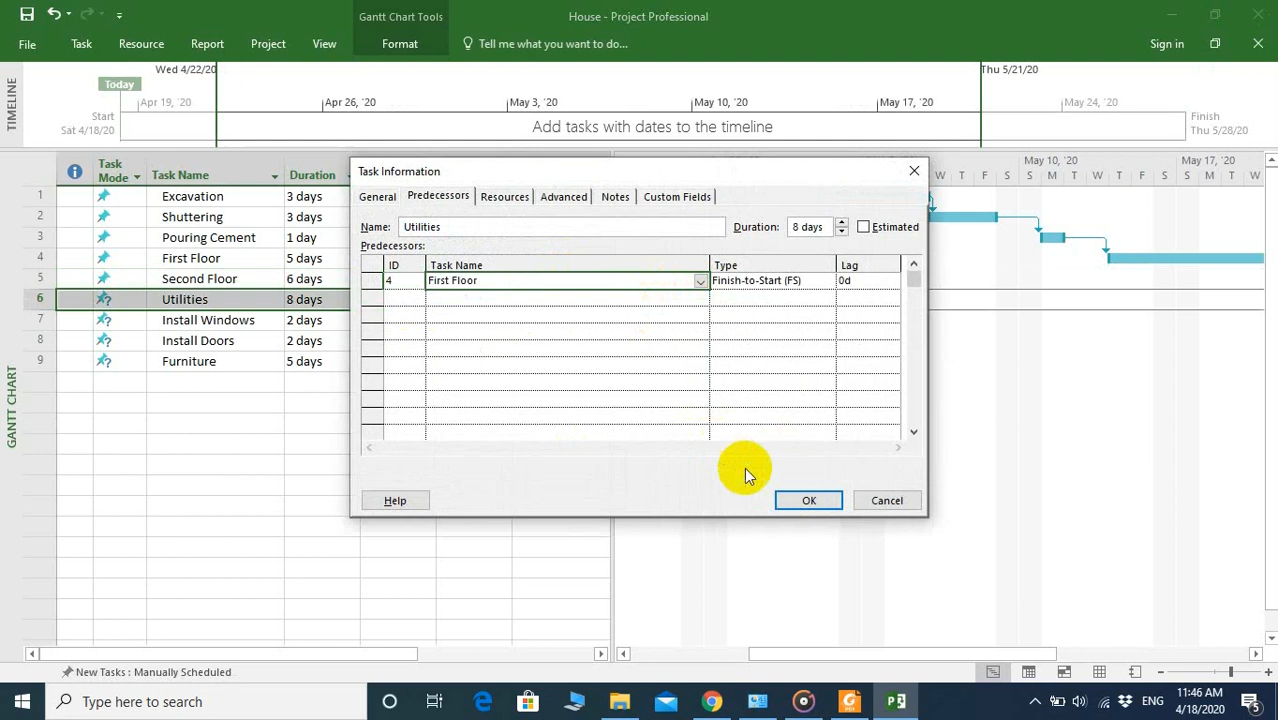 Gantt Chart Tools
House - Project Professional
File
Task
Resource
Report
Project
View
Format
Tell me what you want to do...
Sign in
TIMELINE
Wed 4/22/20
Thu 5/21/20
Today
Start
Sat 4/18/20
Apr 19, '20
Apr 26, '20
May 3, '20
May 10, '20
May 17, '20
May 24, '20
Finish
Thu 5/28/20
Add tasks with dates to the timeline
GANTT CHART
Task Mode
Task Name
Duration
1 Excavation 3 days
2 Shuttering 3 days
3 Pouring Cement 1 day
4 First Floor 5 days
5 Second Floor 6 days
6 Utilities 8 days
7 Install Windows 2 days
8 Install Doors 2 days
9 Furniture 5 days
Task Information
General
Predecessors
Resources
Advanced
Notes
Custom Fields
Name: Utilities
Duration: 8 days
Estimated
Predecessors:
ID Task Name Type Lag
4 First Floor Finish-to-Start (FS) 0d
Help
OK
Cancel
May 10, '20
May 17, '20
W T F S S M T W T F S S M T W
New Tasks : Manually Scheduled
Type here to search
ENG
11:46 AM
4/18/2020
5